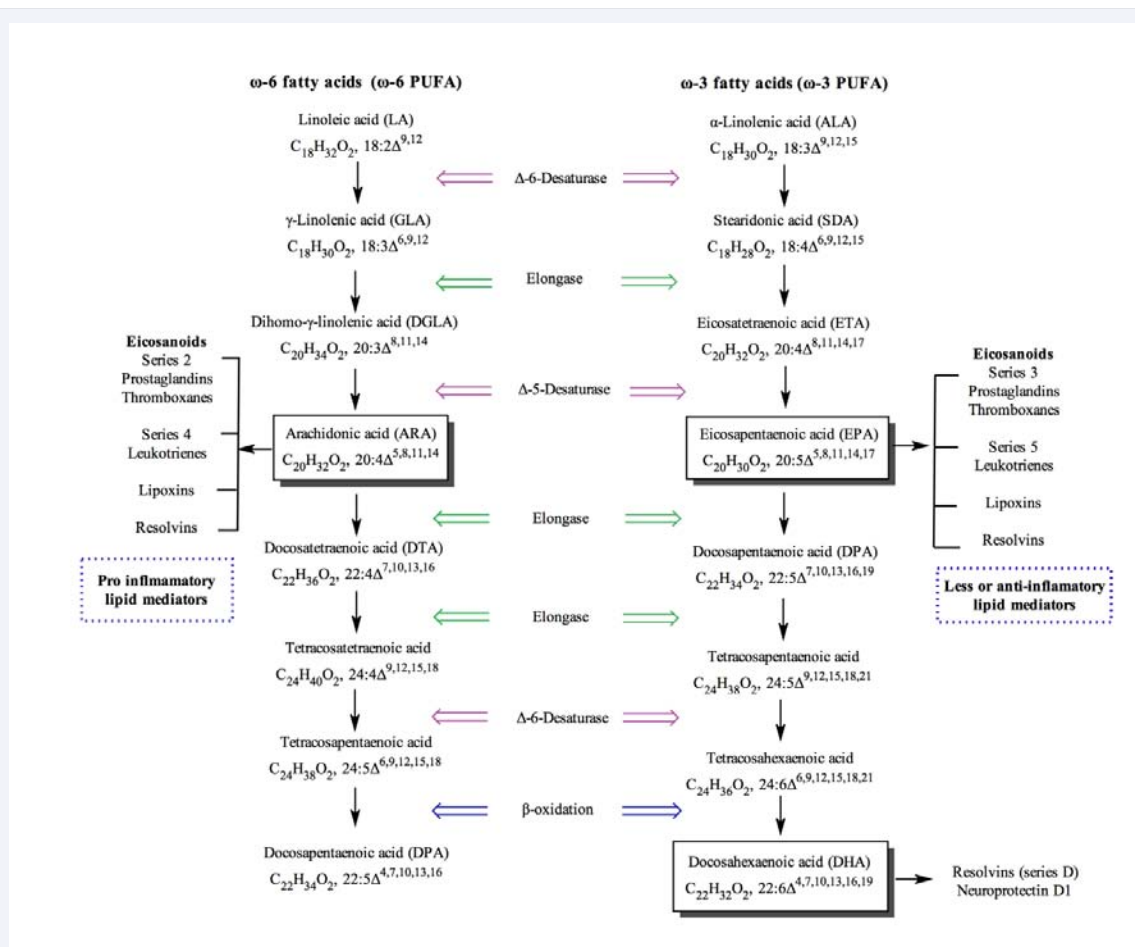 ω-6 fatty acids (ω-6 PUFA)
Linoleic acid (LA)
C₁₈H₃₂O₂, 18:2Δ⁹,¹²
γ-Linolenic acid (GLA)
C₁₈H₃₀O₂, 18:3Δ⁶,⁹,¹²
Dihomo-γ-linolenic acid (DGLA)
C₂₀H₃₄O₂, 20:3Δ⁸,¹¹,¹⁴
Eicosanoids
Series 2
Prostaglandins
Thromboxanes
Series 4
Leukotrienes
Lipoxins
Resolvins
Pro inflmamatory
lipid mediators
Arachidonic acid (ARA)
C₂₀H₃₂O₂, 20:4Δ⁵,⁸,¹¹,¹⁴
Docosatetraenoic acid (DTA)
C₂₂H₃₆O₂, 22:4Δ⁷,¹⁰,¹³,¹⁶
Tetracosatetraenoic acid
C₂₄H₄₀O₂, 24:4Δ⁹,¹²,¹⁵,¹⁸
Tetracosapentaenoic acid
C₂₄H₃₈O₂, 24:5Δ⁶,⁹,¹²,¹⁵,¹⁸
Docosapentaenoic acid (DPA)
C₂₂H₃₄O₂, 22:5Δ⁴,⁷,¹⁰,¹³,¹⁶
Δ-6-Desaturase
Elongase
Δ-5-Desaturase
Elongase
Elongase
Δ-6-Desaturase
β-oxidation
ω-3 fatty acids (ω-3 PUFA)
α-Linolenic acid (ALA)
C₁₈H₃₀O₂, 18:3Δ⁹,¹²,¹⁵
Stearidonic acid (SDA)
C₁₈H₂₈O₂, 18:4Δ⁶,⁹,¹²,¹⁵
Eicosatetraenoic acid (ETA)
C₂₀H₃₂O₂, 20:4Δ⁸,¹¹,¹⁴,¹⁷
Eicosapentaenoic acid (EPA)
C₂₀H₃₀O₂, 20:5Δ⁵,⁸,¹¹,¹⁴,¹⁷
Docosapentaenoic acid (DPA)
C₂₂H₃₄O₂, 22:5Δ⁷,¹⁰,¹³,¹⁶,¹⁹
Tetracosapentaenoic acid
C₂₄H₃₈O₂, 24:5Δ⁹,¹²,¹⁵,¹⁸,²¹
Tetracosahexaenoic acid
C₂₄H₃₆O₂, 24:6Δ⁶,⁹,¹²,¹⁵,¹⁸,²¹
Docosahexaenoic acid (DHA)
C₂₂H₃₂O₂, 22:6Δ⁴,⁷,¹⁰,¹³,¹⁶,¹⁹
Eicosanoids
Series 3
Prostaglandins
Thromboxanes
Series 5
Leukotrienes
Lipoxins
Resolvins
Less or anti-inflamatory
lipid mediators
Resolvins (series D)
Neuroprotectin D1